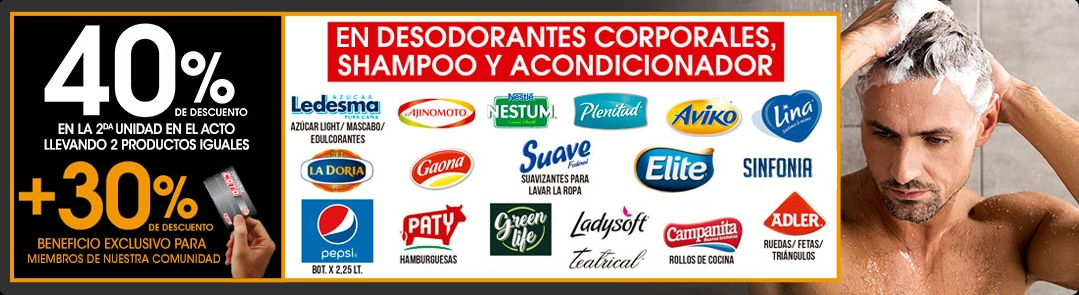 40%
DE DESCUENTO
EN LA 2DA UNIDAD EN EL ACTO
LLEVANDO 2 PRODUCTOS IGUALES
+30%
DE DESCUENTO
BENEFICIO EXCLUSIVO PARA
MIEMBROS DE NUESTRA COMUNIDAD
EN DESODORANTES CORPORALES,
SHAMPOO Y ACONDICIONADOR
AZÚCAR
Ledesma
PURA CAÑA
AZÚCAR LIGHT/ MASCABO/
EDULCORANTES
AJINOMOTO
Nestlé
NESTUM
Plenitud
AVIKO
Lina
LA DORIA
Gaona
Suave
Federal
SUAVIZANTES PARA
LAVAR LA ROPA
Elite
SINFONIA
pepsi
BOT. X 2,25 LT.
PATY
HAMBURGUESAS
Green
life
Ladysoft
Teatrical
Campanita
ROLLOS DE COCINA
ADLER
RUEDAS/ FETAS/
TRIÁNGULOS